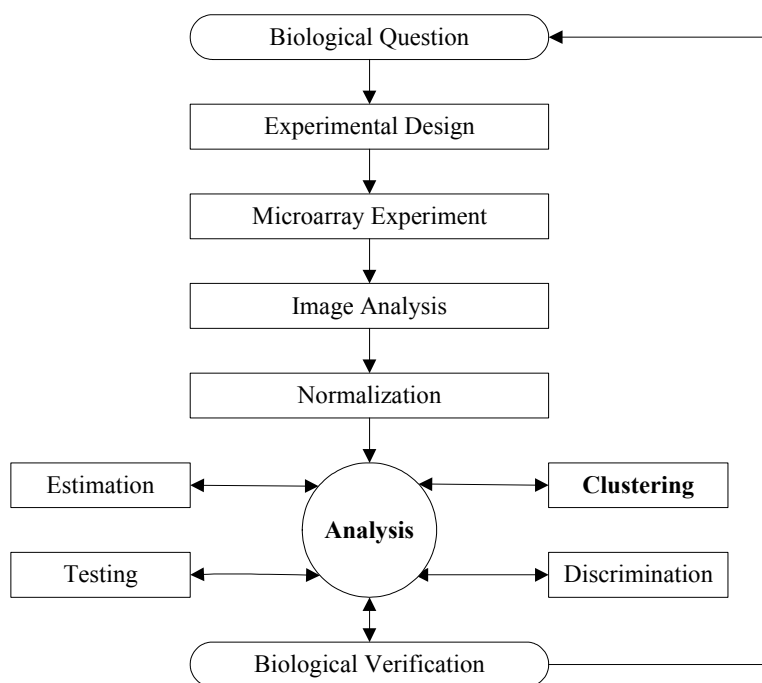 Biological Question
Experimental Design
Microarray Experiment
Image Analysis
Normalization
Estimation
Clustering
Analysis
Testing
Discrimination
Biological Verification